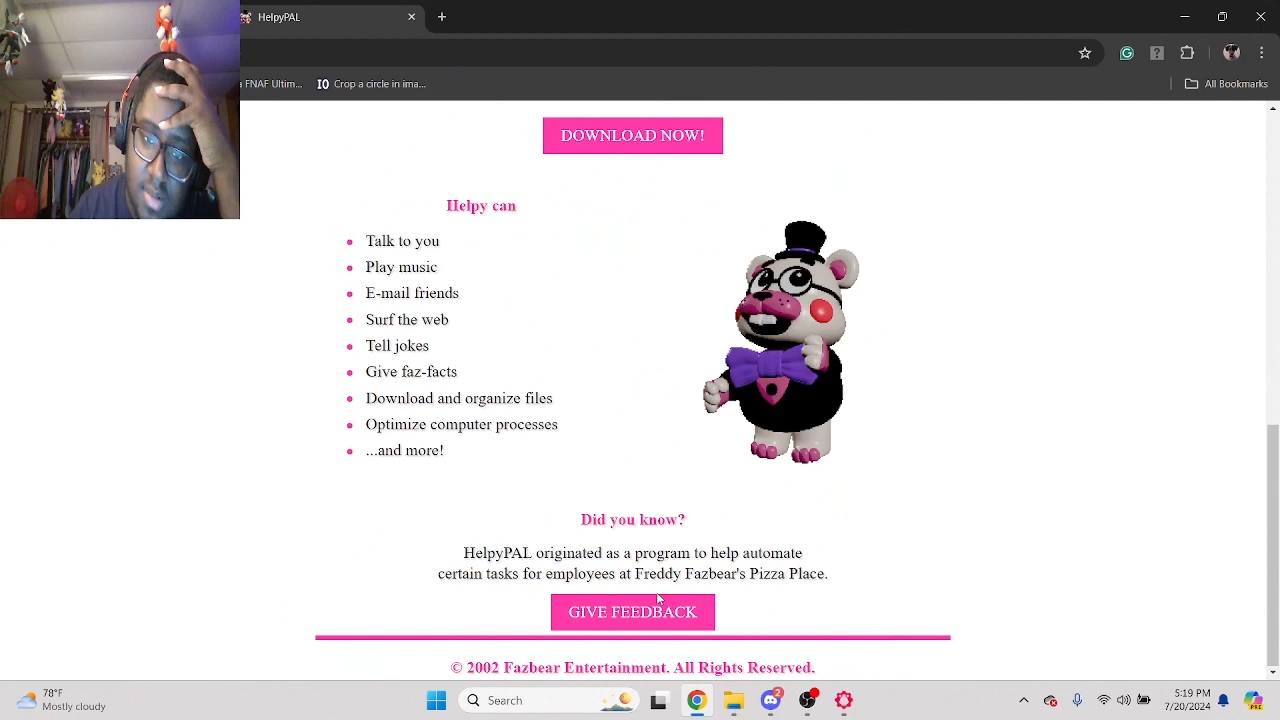 HelpyPAL
a FNAF Ultim...
Crop a circle in ima...
All Bookmarks
DOWNLOAD NOW!
Helpy can
Talk to you
Play music
E-mail friends
Surf the web
Tell jokes
Give faz-facts
Download and organize files
Optimize computer processes
...and more!
Did you know?
HelpyPAL originated as a program to help automate
certain tasks for employees at Freddy Fazbear's Pizza Place.
GIVE FEEDBACK
© 2002 Fazbear Entertainment. All Rights Reserved.
78°F
Mostly cloudy
Search
2
5:19 PM
7/20/2024